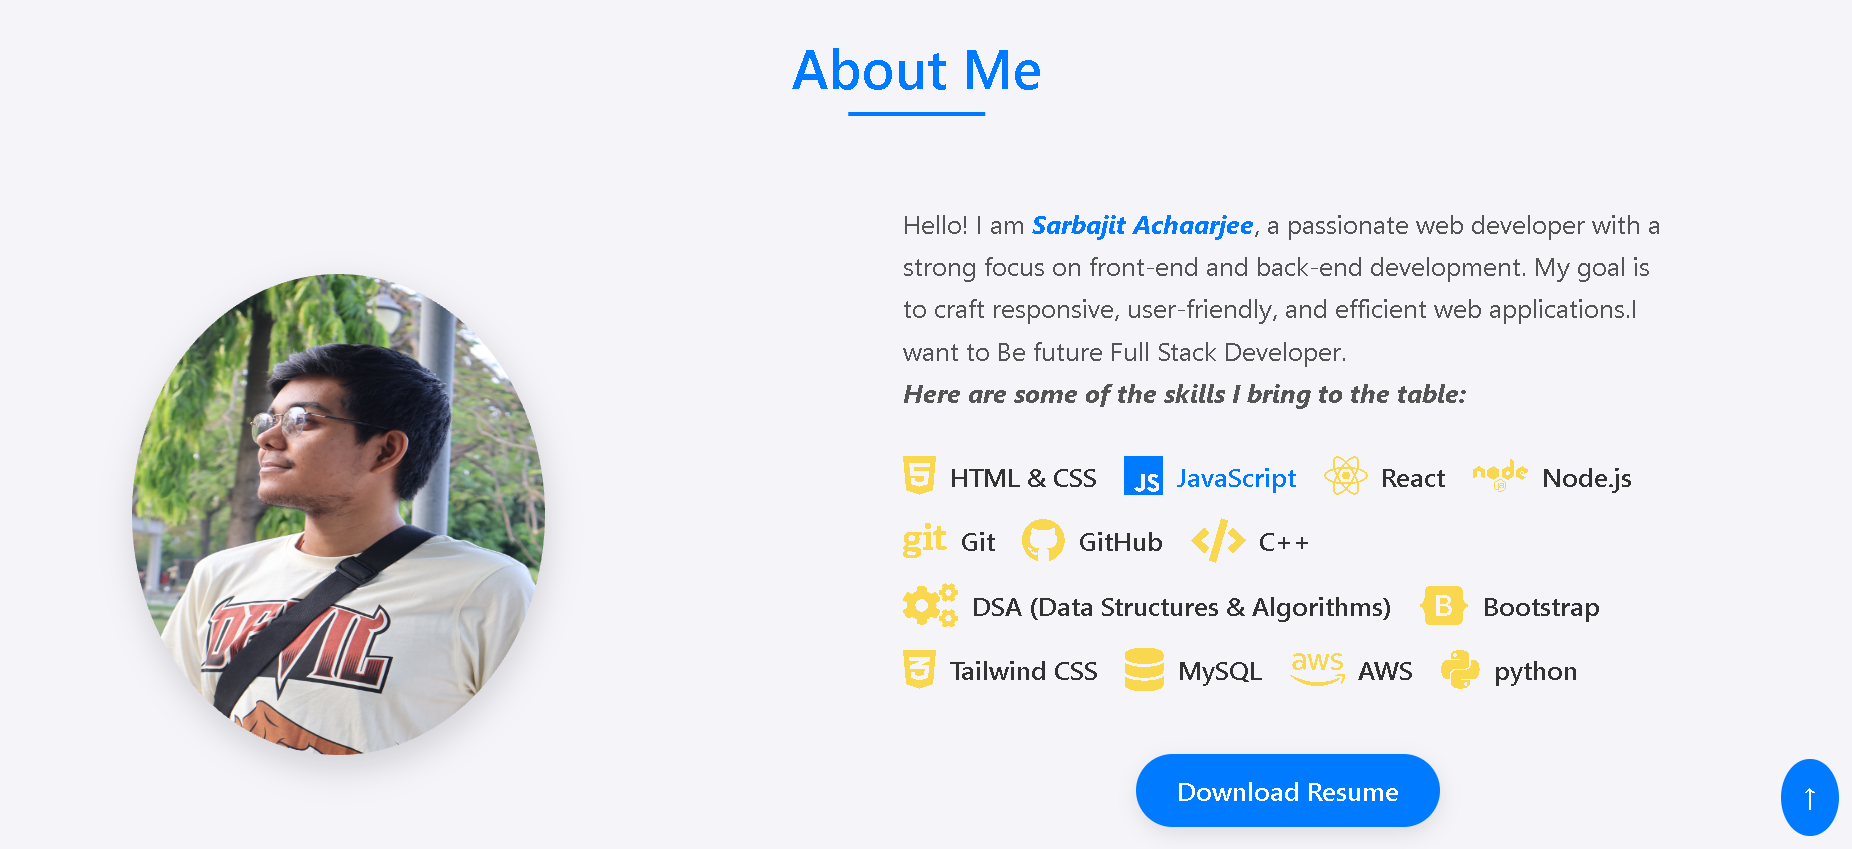 About Me
Hello! I am Sarbajit Achaarjee, a passionate web developer with a
strong focus on front-end and back-end development. My goal is
to craft responsive, user-friendly, and efficient web applications.I
want to Be future Full Stack Developer.
Here are some of the skills I bring to the table:
5 HTML & CSS JS JavaScript React node JS Node.js
git Git GitHub </> C++
DSA (Data Structures & Algorithms) B Bootstrap
3 Tailwind CSS MySQL aws AWS python
DEVIL
Download Resume
↑